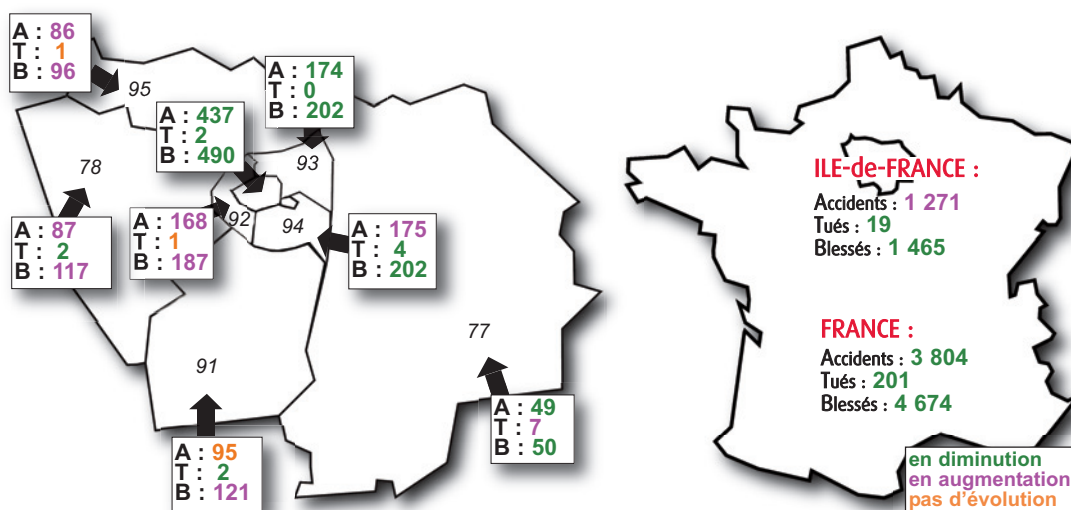 A : 86
T : 1
B : 96
95
A : 174
T : 0
B : 202
A : 437
T : 2
B : 490
93
78
A : 87
T : 2
B : 117
A : 168
T : 1
B : 187
92
94
A : 175
T : 4
B : 202
77
91
A : 49
T : 7
B : 50
A : 95
T : 2
B : 121
ILE-de-FRANCE :
Accidents : 1 271
Tués : 19
Blessés : 1 465
FRANCE :
Accidents : 3 804
Tués : 201
Blessés : 4 674
en diminution
en augmentation
pas d'évolution